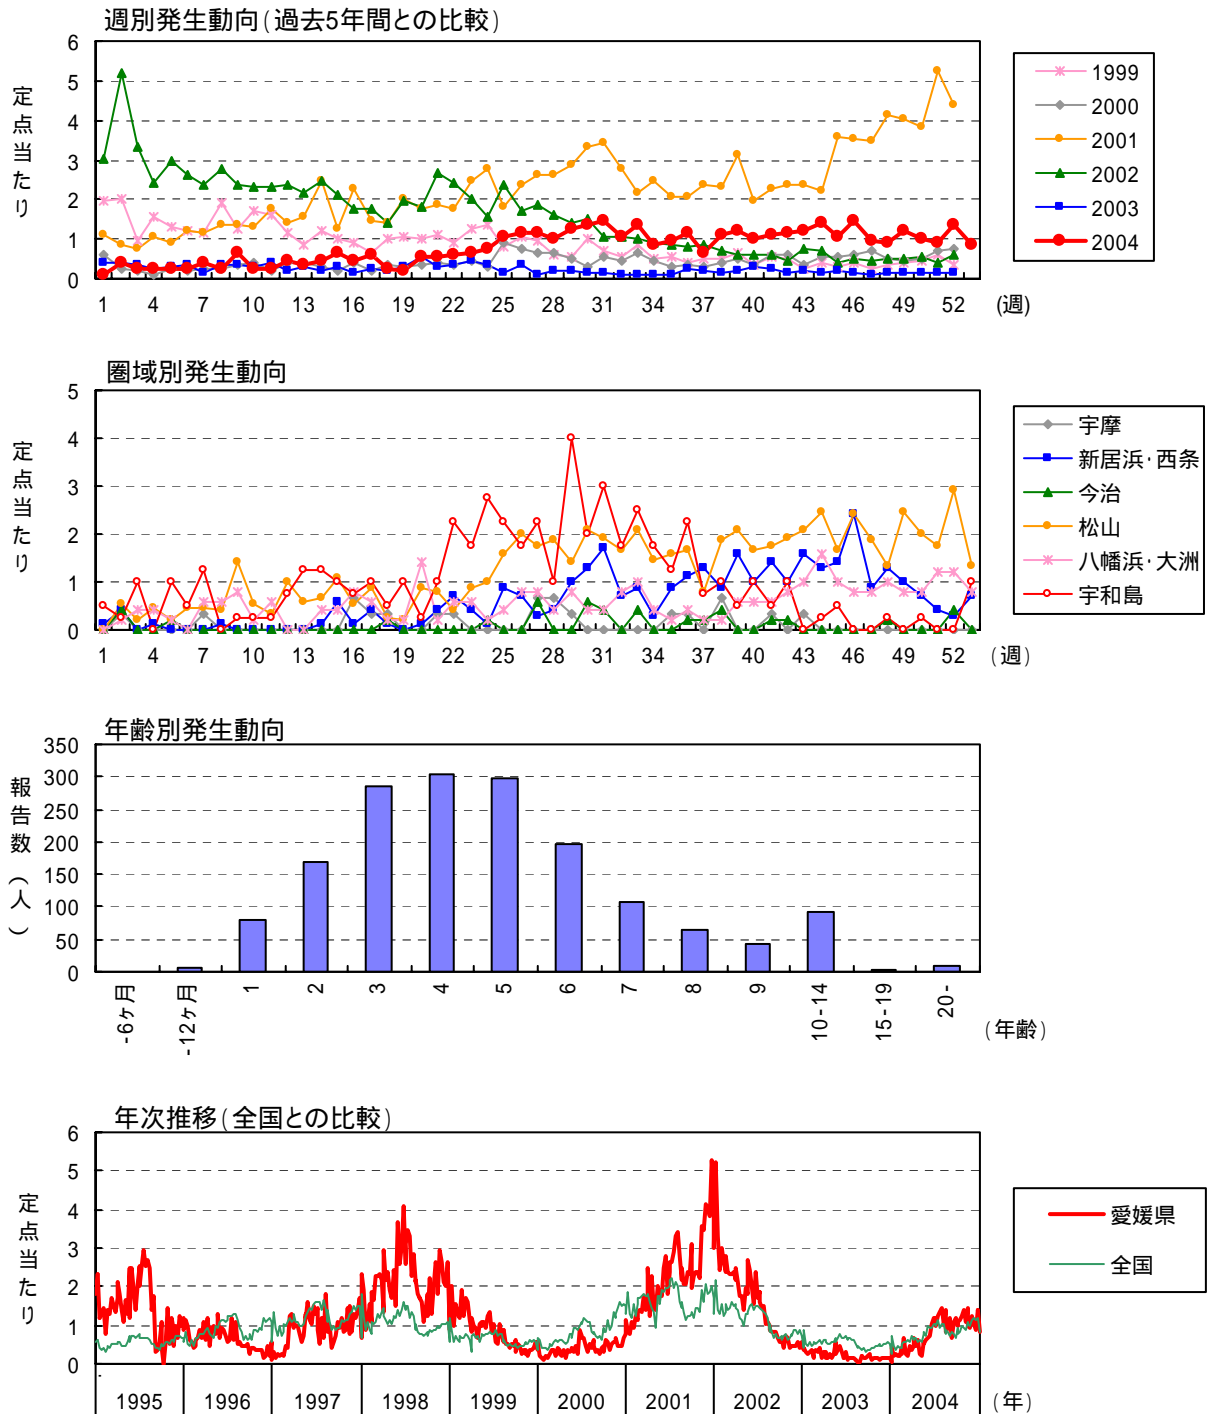 週別発生動向(過去5年間との比較)
定点当たり
6
5
4
3
2
1
0
1 4 7 10 13 16 19 22 25 28 31 34 37 40 43 46 49 52 (週)
1999
2000
2001
2002
2003
2004
圏域別発生動向
定点当たり
5
4
3
2
1
0
1 4 7 10 13 16 19 22 25 28 31 34 37 40 43 46 49 52 (週)
宇摩
新居浜・西条
今治
松山
八幡浜・大洲
宇和島
年齢別発生動向
報告数(人)
350
300
250
200
150
100
50
0
-6ヶ月 -12ヶ月 1 2 3 4 5 6 7 8 9 10-14 15-19 20- (年齢)
年次推移(全国との比較)
定点当たり
6
5
4
3
2
1
0
1995 1996 1997 1998 1999 2000 2001 2002 2003 2004 (年)
愛媛県
全国